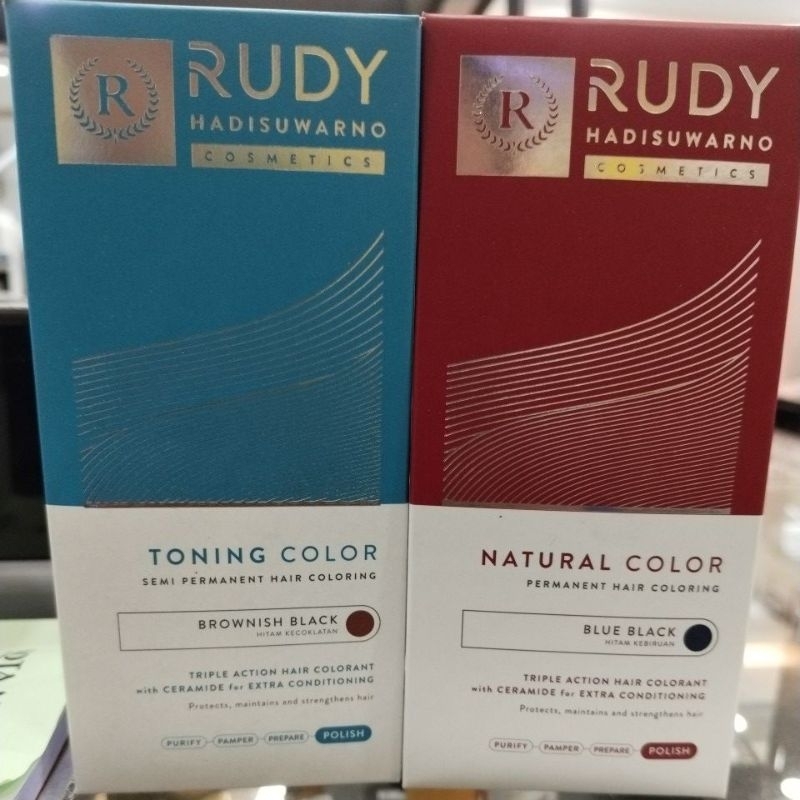 R
RUDY
HADISUWARNO
COSMETICS
TONING COLOR
SEMI PERMANENT HAIR COLORING
BROWNISH BLACK
HITAM KECOKLATAN
TRIPLE ACTION HAIR COLORANT
with CERAMIDE for EXTRA CONDITIONING
Protects, maintains and strengthens hair
PURIFY PAMPER PREPARE POLISH
R
RUDY
HADISUWARNO
COSMETICS
NATURAL COLOR
PERMANENT HAIR COLORING
BLUE BLACK
HITAM KEBIRUAN
TRIPLE ACTION HAIR COLORANT
with CERAMIDE for EXTRA CONDITIONING
Protects, maintains and strengthens hair
PURIFY PAMPER PREPARE POLISH